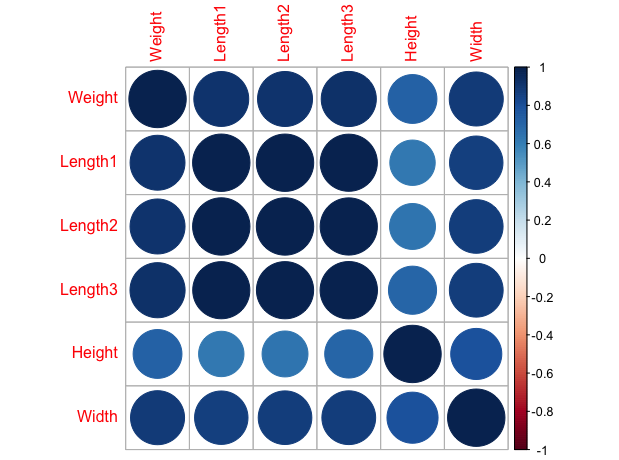 Weight
Length1
Length2
Length3
Height
Width
Weight
Length1
Length2
Length3
Height
Width
1
0.8
0.6
0.4
0.2
0
-0.2
-0.4
-0.6
-0.8
-1